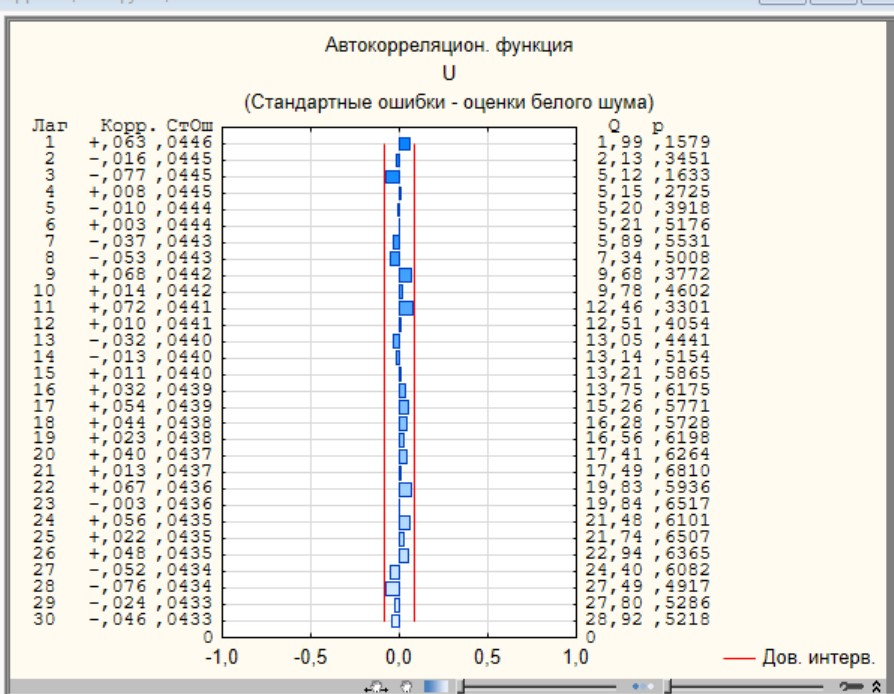 Автокорреляцион. функция
U
(Стандартные ошибки - оценки белого шума)
Лаг Корр. СтОш Q p
1 +,063 ,0446 1,99 ,1579
2 -,016 ,0445 2,13 ,3451
3 -,077 ,0445 5,12 ,1633
4 +,008 ,0445 5,15 ,2725
5 -,010 ,0444 5,20 ,3918
6 +,003 ,0444 5,21 ,5176
7 -,037 ,0443 5,89 ,5531
8 -,053 ,0443 7,34 ,5008
9 +,068 ,0442 9,68 ,3772
10 +,014 ,0442 9,78 ,4602
11 +,072 ,0441 12,46 ,3301
12 +,010 ,0441 12,51 ,4054
13 -,032 ,0440 13,05 ,4441
14 -,013 ,0440 13,14 ,5154
15 +,011 ,0440 13,21 ,5865
16 +,032 ,0439 13,75 ,6175
17 +,054 ,0439 15,26 ,5771
18 +,044 ,0438 16,28 ,5728
19 +,023 ,0438 16,56 ,6198
20 +,040 ,0437 17,41 ,6264
21 +,013 ,0437 17,49 ,6810
22 +,067 ,0436 19,83 ,5936
23 -,003 ,0436 19,84 ,6517
24 +,056 ,0435 21,48 ,6101
25 +,022 ,0435 21,74 ,6507
26 +,048 ,0435 22,94 ,6365
27 -,052 ,0434 24,40 ,6082
28 -,076 ,0434 27,49 ,4917
29 -,024 ,0433 27,80 ,5286
30 -,046 ,0433 28,92 ,5218
0 0
-1,0 -0,5 0,0 0,5 1,0
Дов. интерв.